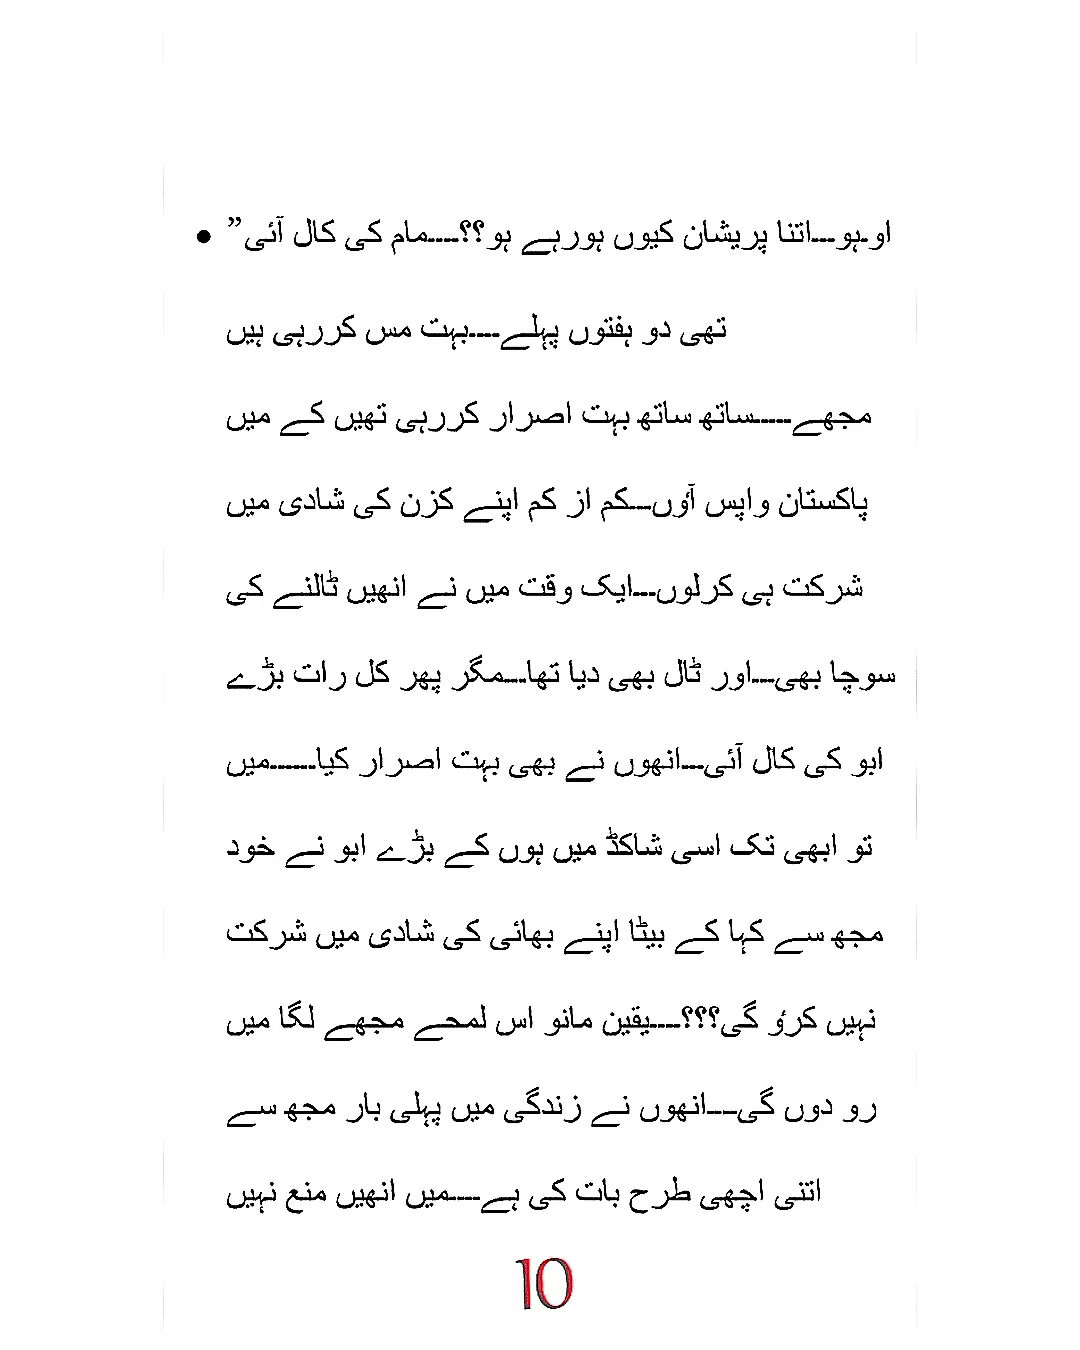 ● ”او۔ہو۔۔۔اتنا پریشان کیوں ہورہے ہو؟؟۔۔۔۔مام کی کال آئی
تھی دو ہفتوں پہلے۔۔۔۔بہت مس کررہی ہیں
مجھے۔۔۔۔۔ساتھ ساتھ بہت اصرار کررہی تھیں کے میں
پاکستان واپس آؤں۔۔۔کم از کم اپنے کزن کی شادی میں
شرکت ہی کرلوں۔۔۔ایک وقت میں نے انھیں ٹالنے کی
سوچا بھی۔۔۔اور ٹال بھی دیا تھا۔۔۔مگر پھر کل رات بڑے
ابو کی کال آئی۔۔۔انھوں نے بھی بہت اصرار کیا۔۔۔۔۔۔میں
تو ابھی تک اسی شاکڈ میں ہوں کے بڑے ابو نے خود
مجھ سے کہا کے بیٹا اپنے بھائی کی شادی میں شرکت
نہیں کرؤ گی؟؟؟۔۔۔۔یقین مانو اس لمحے مجھے لگا میں
رو دوں گی۔۔۔انھوں نے زندگی میں پہلی بار مجھ سے
اتنی اچھی طرح بات کی ہے۔۔۔۔میں انھیں منع نہیں
10